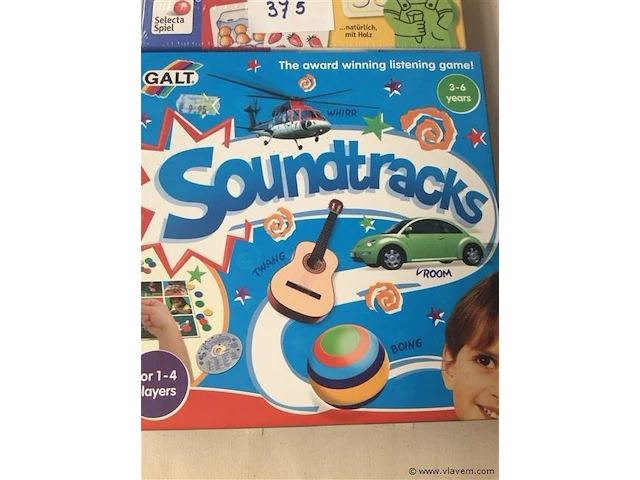 375
Selecta
Spiel
...natürlich,
mit Holz
GALT
The award winning listening game!
3-6
years
WHIRR
Soundtracks
TWANG
VROOM
BOING
or 1-4
layers
© www.vlavem.com